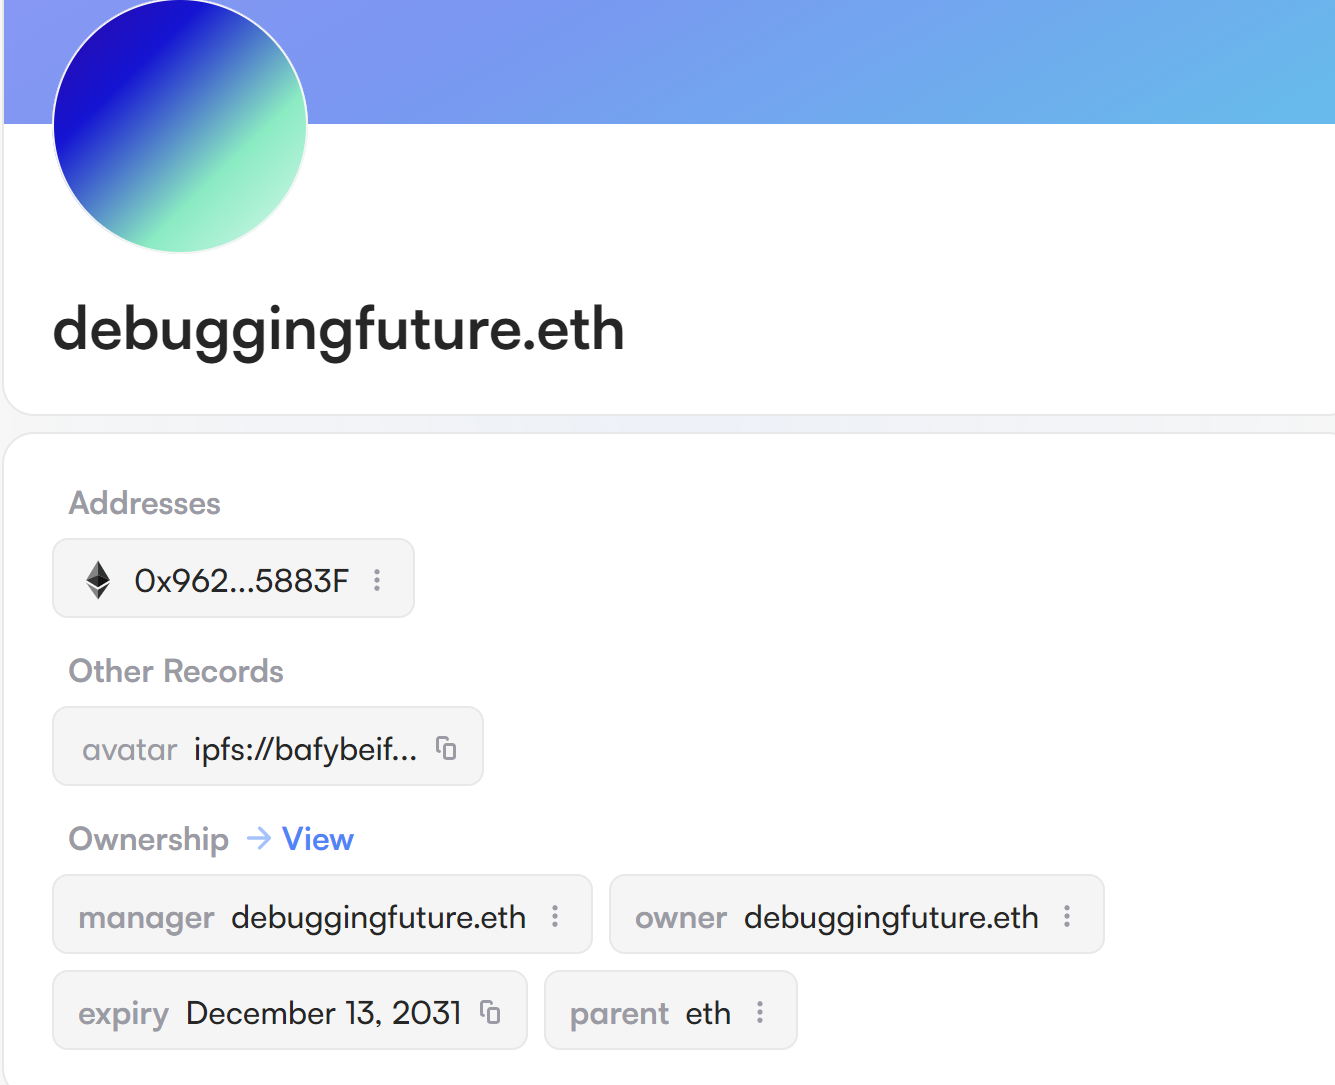 debuggingfuture.eth
Addresses
0x962...5883F
Other Records
avatar ipfs://bafybeif...
Ownership → View
manager debuggingfuture.eth owner debuggingfuture.eth
expiry December 13, 2031 parent eth